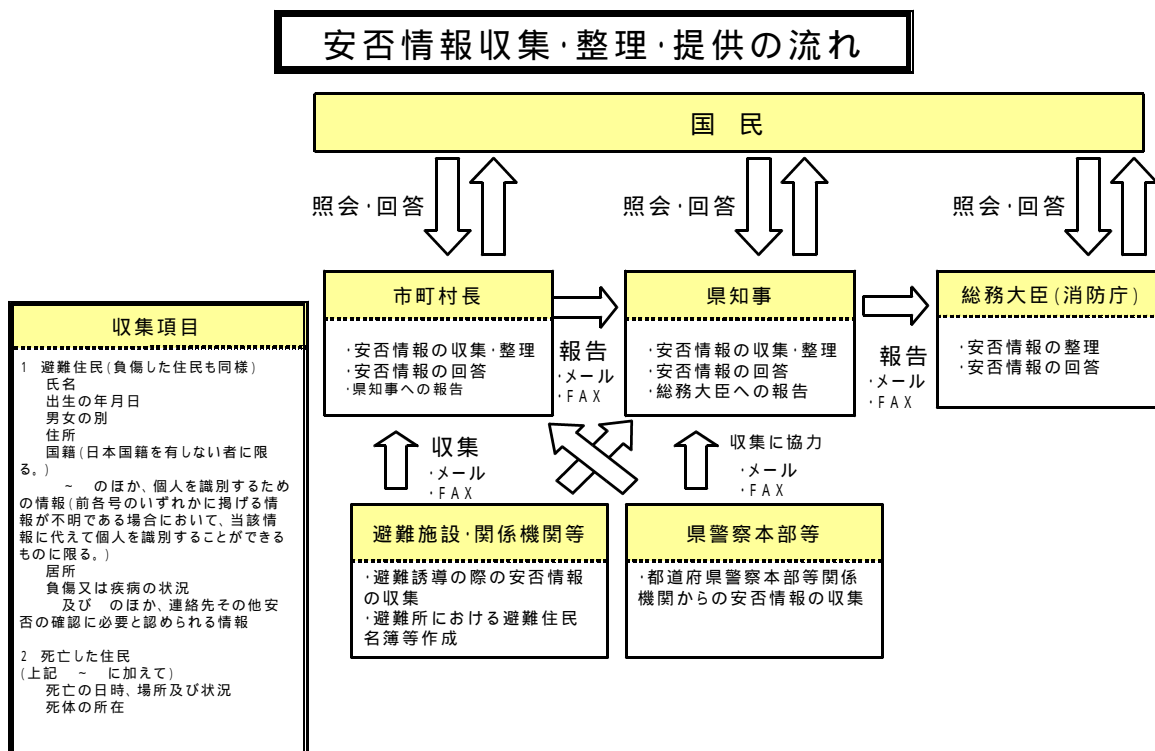 安否情報収集・整理・提供の流れ
国 民
照会・回答
照会・回答
照会・回答
市町村長
・安否情報の収集・整理
・安否情報の回答
・県知事への報告
報告
・メール
・FAX
県知事
・安否情報の収集・整理
・安否情報の回答
・総務大臣への報告
報告
・メール
・FAX
総務大臣(消防庁)
・安否情報の整理
・安否情報の回答
収集
・メール
・FAX
収集に協力
・メール
・FAX
避難施設・関係機関等
・避難誘導の際の安否情報
の収集
・避難所における避難住民
名簿等作成
県警察本部等
・都道府県警察本部等関係
機関からの安否情報の収集
収集項目
1 避難住民(負傷した住民も同様)
氏名
出生の年月日
男女の別
住所
国籍(日本国籍を有しない者に限
る。)
~ のほか、個人を識別するため
の情報(前各号のいずれかに掲げる情
報が不明である場合において、当該情
報に代えて個人を識別することができる
ものに限る。)
居所
負傷又は疾病の状況
及び のほか、連絡先その他安
否の確認に必要と認められる情報
2 死亡した住民
(上記 ~ に加えて)
死亡の日時、場所及び状況
死体の所在